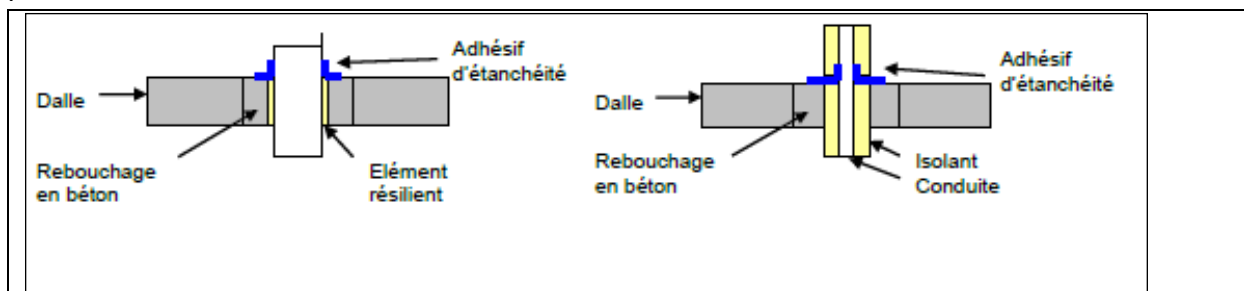 Adhésif
d'étanchéité
Dalle
Rebouchage
en béton
Elément
résilient
Adhésif
d'étanchéité
Dalle
Rebouchage
en béton
Isolant
Conduite